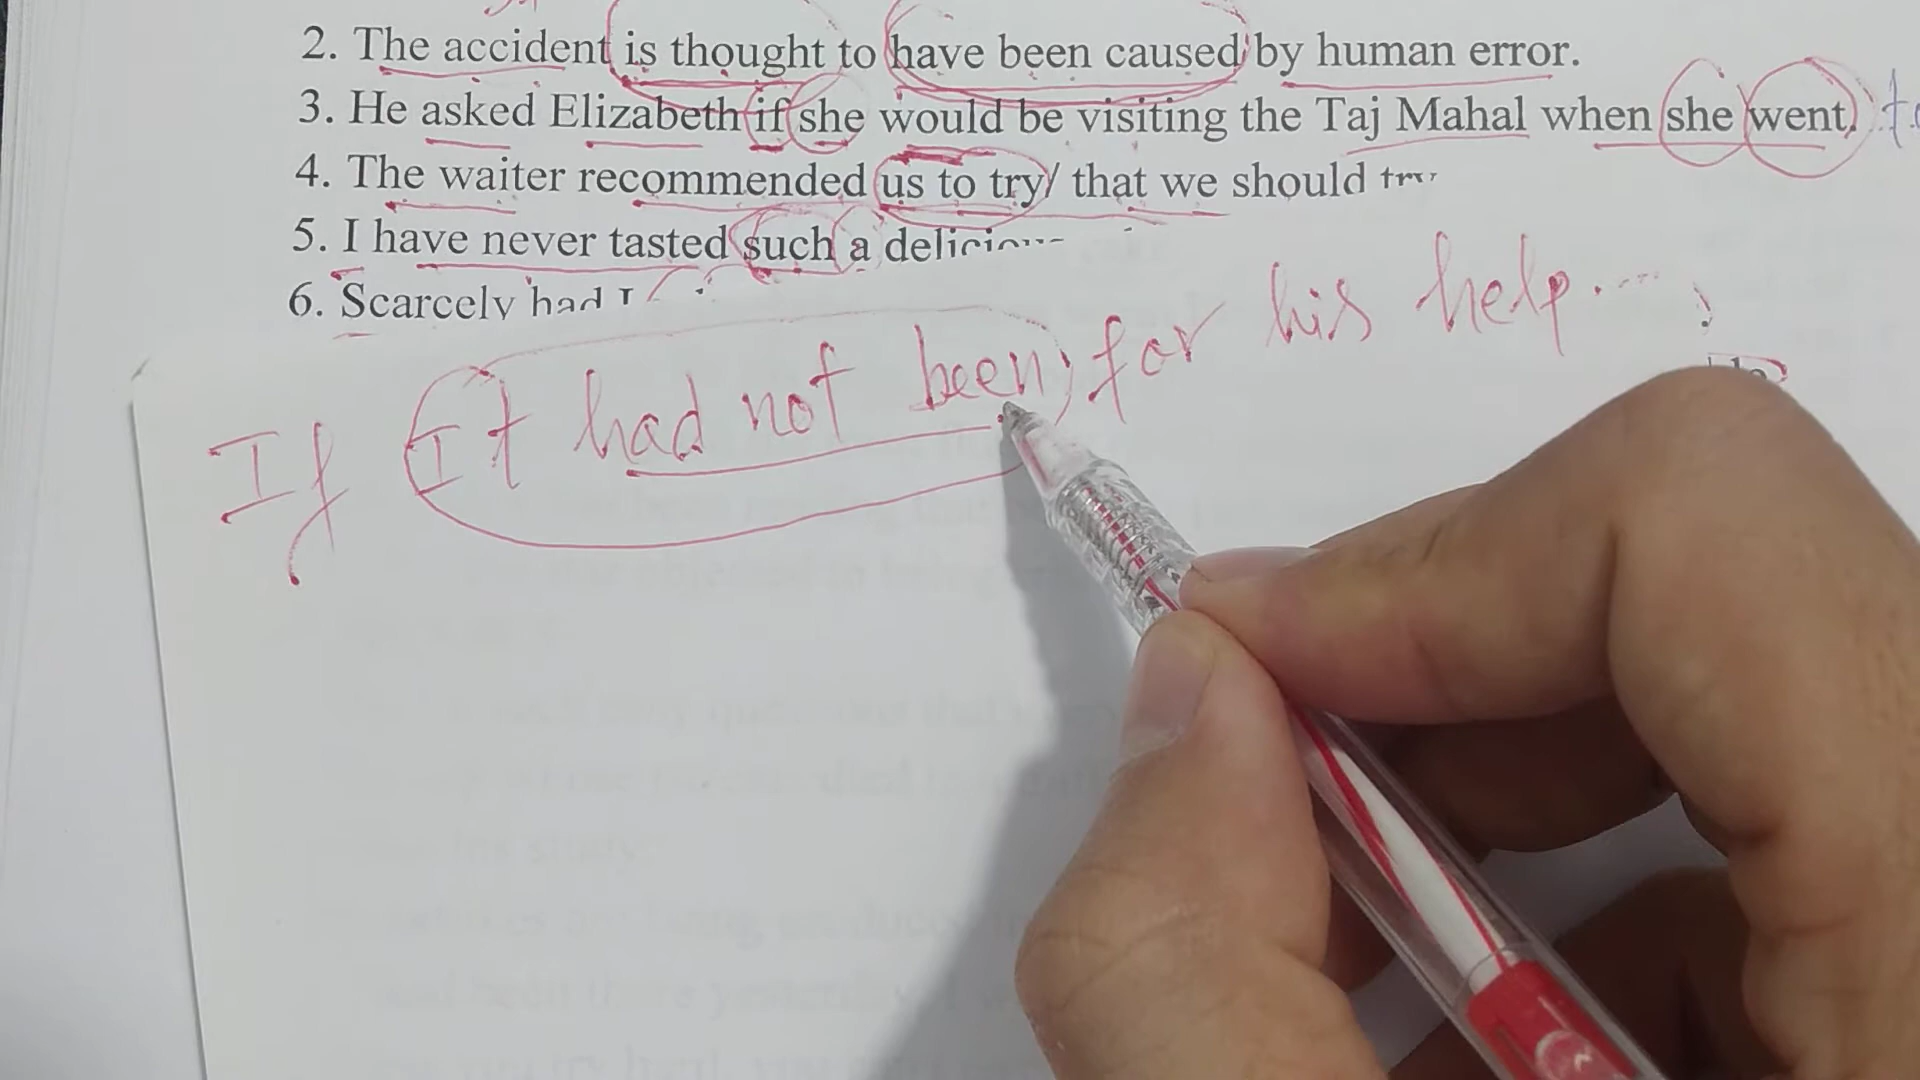 2. The accident is thought to have been caused by human error.
3. He asked Elizabeth if she would be visiting the Taj Mahal when she went
4. The waiter recommended us to try/ that we should try
5. I have never tasted such a delicious
6. Scarcely had I
If It had not been, for his help....,